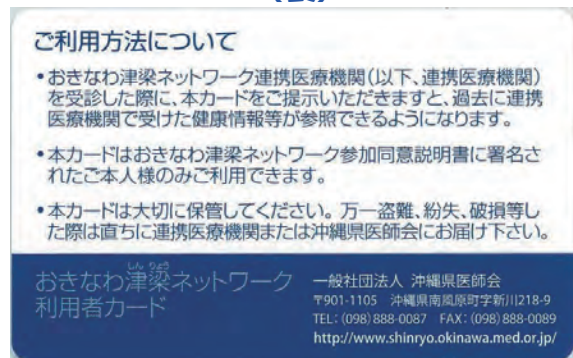 ご利用方法について
•おきなわ津梁ネットワーク連携医療機関(以下、連携医療機関)
を受診した際に、本カードをご提示いただきますと、過去に連携
医療機関で受けた健康情報等が参照できるようになります。
•本カードはおきなわ津梁ネットワーク参加同意説明書に署名さ
れたご本人様のみご利用できます。
•本カードは大切に保管してください。万一盗難、紛失、破損等し
た際は直ちに連携医療機関または沖縄県医師会にお届け下さい。
しんりょう
おきなわ津梁ネットワーク
利用者カード
一般社団法人 沖縄県医師会
〒901-1105 沖縄県南風原町字新川218-9
TEL:(098)888-0087 FAX:(098)888-0089
http://www.shinryo.okinawa.med.or.jp/